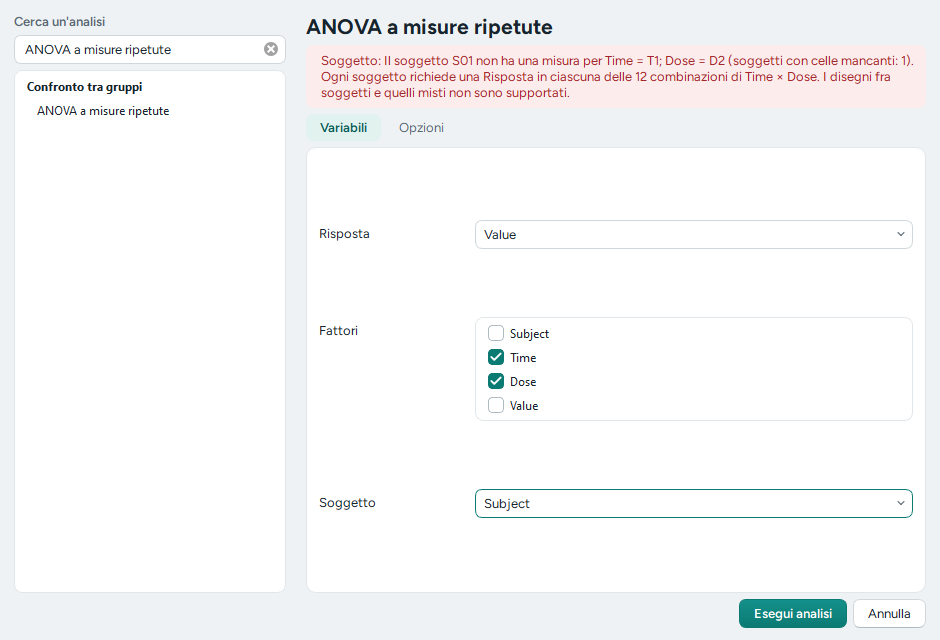 Cerca un'analisi
ANOVA a misure ripetute
Confronto tra gruppi
ANOVA a misure ripetute
ANOVA a misure ripetute
Soggetto: Il soggetto S01 non ha una misura per Time = T1; Dose = D2 (soggetti con celle mancanti: 1).
Ogni soggetto richiede una Risposta in ciascuna delle 12 combinazioni di Time × Dose. I disegni fra
soggetti e quelli misti non sono supportati.
Variabili
Opzioni
Risposta
Value
Fattori
Subject
Time
Dose
Value
Soggetto
Subject
Esegui analisi
Annulla